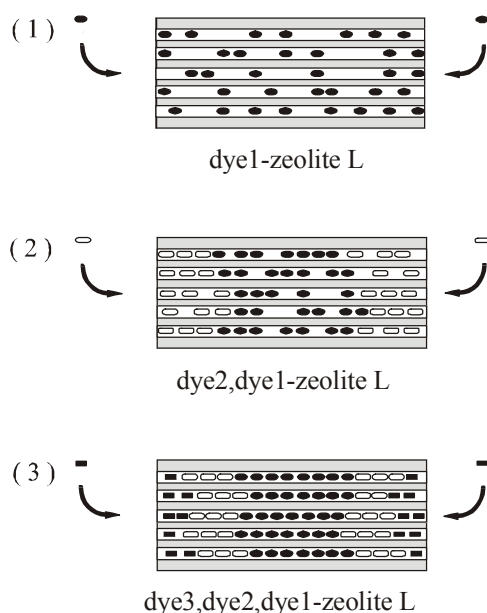 ( 1 )
dye1-zeolite L
( 2 )
dye2,dye1-zeolite L
( 3 )
dye3,dye2,dye1-zeolite L